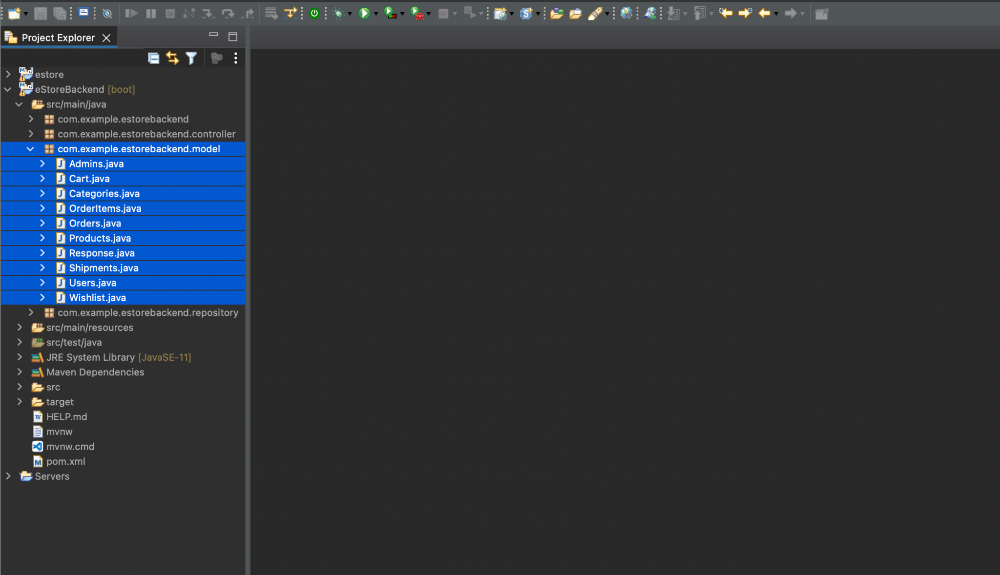 Project Explorer
estore
eStoreBackend [boot]
src/main/java
com.example.estorebackend
com.example.estorebackend.controller
com.example.estorebackend.model
Admins.java
Cart.java
Categories.java
OrderItems.java
Orders.java
Products.java
Response.java
Shipments.java
Users.java
Wishlist.java
com.example.estorebackend.repository
src/main/resources
src/test/java
JRE System Library [JavaSE-11]
Maven Dependencies
src
target
HELP.md
mvnw
mvnw.cmd
pom.xml
Servers